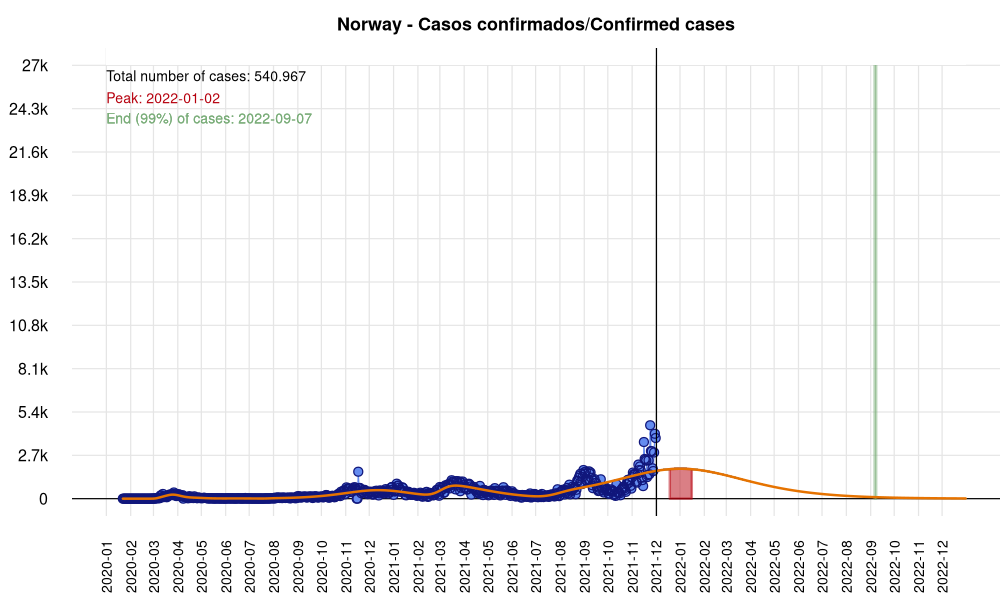 Norway - Casos confirmados/Confirmed cases
Total number of cases: 540.967
Peak: 2022-01-02
End (99%) of cases: 2022-09-07
27k
24.3k
21.6k
18.9k
16.2k
13.5k
10.8k
8.1k
5.4k
2.7k
0
2020-01
2020-02
2020-03
2020-04
2020-05
2020-06
2020-07
2020-08
2020-09
2020-10
2020-11
2020-12
2021-01
2021-02
2021-03
2021-04
2021-05
2021-06
2021-07
2021-08
2021-09
2021-10
2021-11
2021-12
2022-01
2022-02
2022-03
2022-04
2022-05
2022-06
2022-07
2022-08
2022-09
2022-10
2022-11
2022-12